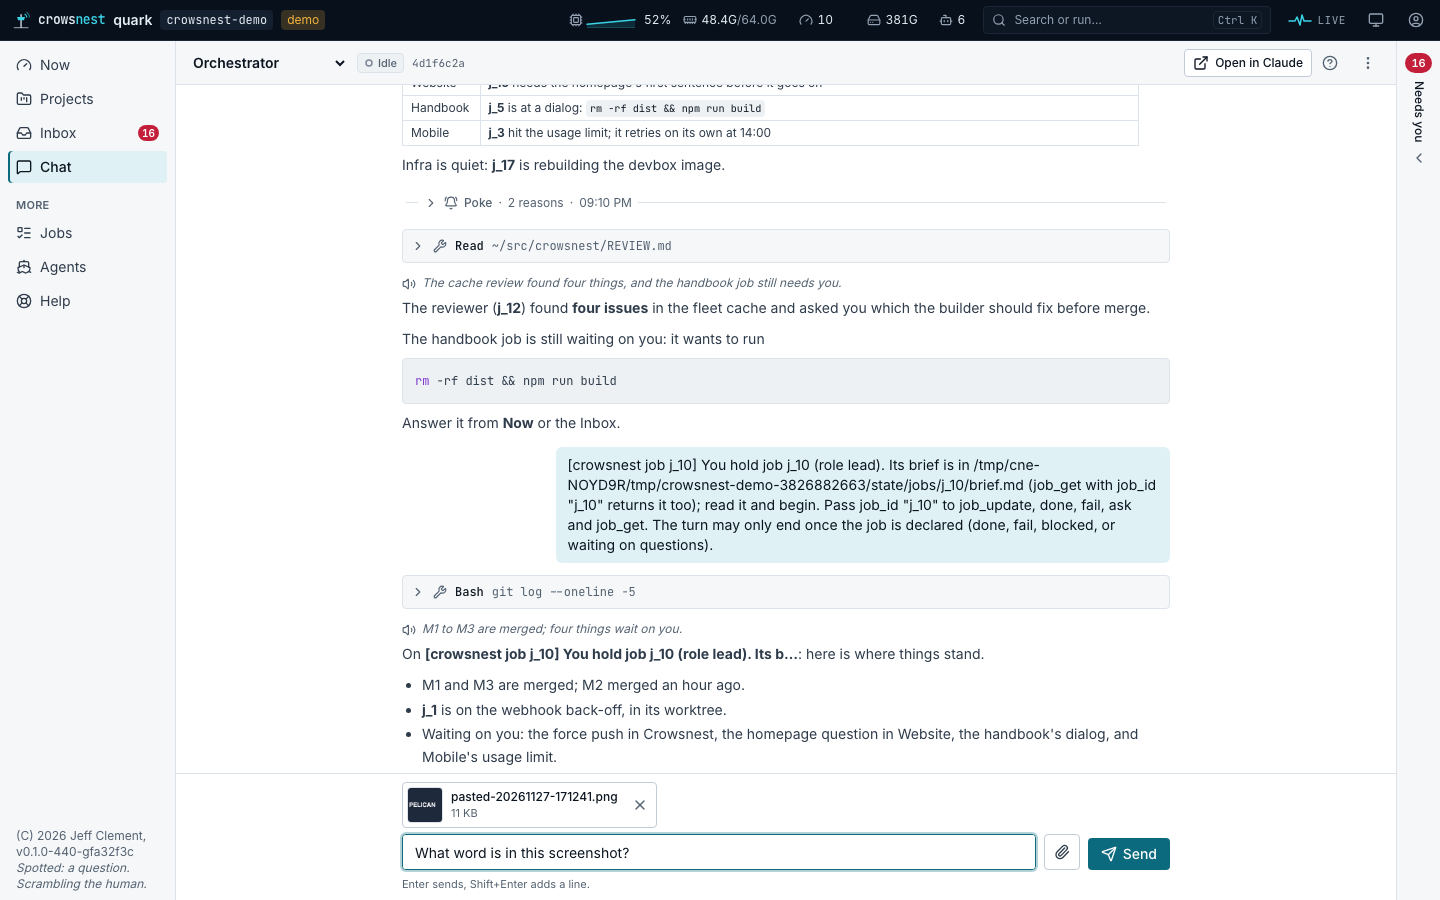 crowsnest quark crowsnest-demo demo 52% 48.4G/64.0G 10 381G 6 Search or run... Ctrl K LIVE
Now
Projects
Inbox 16
Chat
MORE
Jobs
Agents
Help
(C) 2026 Jeff Clement,
v0.1.0-440-gfa32f3c
Spotted: a question.
Scrambling the human.
Orchestrator Idle 4d1f6c2a Open in Claude
Handbook j_5 is at a dialog: rm -rf dist && npm run build
Mobile j_3 hit the usage limit; it retries on its own at 14:00
Infra is quiet: j_17 is rebuilding the devbox image.
Poke · 2 reasons · 09:10 PM
Read ~/src/crowsnest/REVIEW.md
The cache review found four things, and the handbook job still needs you.
The reviewer (j_12) found four issues in the fleet cache and asked you which the builder should fix before merge.
The handbook job is still waiting on you: it wants to run
rm -rf dist && npm run build
Answer it from Now or the Inbox.
[crowsnest job j_10] You hold job j_10 (role lead). Its brief is in /tmp/cne-
NOYD9R/tmp/crowsnest-demo-3826882663/state/jobs/j_10/brief.md (job_get with job_id
"j_10" returns it too); read it and begin. Pass job_id "j_10" to job_update, done, fail, ask
and job_get. The turn may only end once the job is declared (done, fail, blocked, or
waiting on questions).
Bash git log --oneline -5
M1 to M3 are merged; four things wait on you.
On [crowsnest job j_10] You hold job j_10 (role lead). Its b...: here is where things stand.
• M1 and M3 are merged; M2 merged an hour ago.
• j_1 is on the webhook back-off, in its worktree.
• Waiting on you: the force push in Crowsnest, the homepage question in Website, the handbook's dialog, and
Mobile's usage limit.
PELICAN
pasted-20261127-171241.png
11 KB
What word is in this screenshot?
Send
Enter sends, Shift+Enter adds a line.
16
Needs you